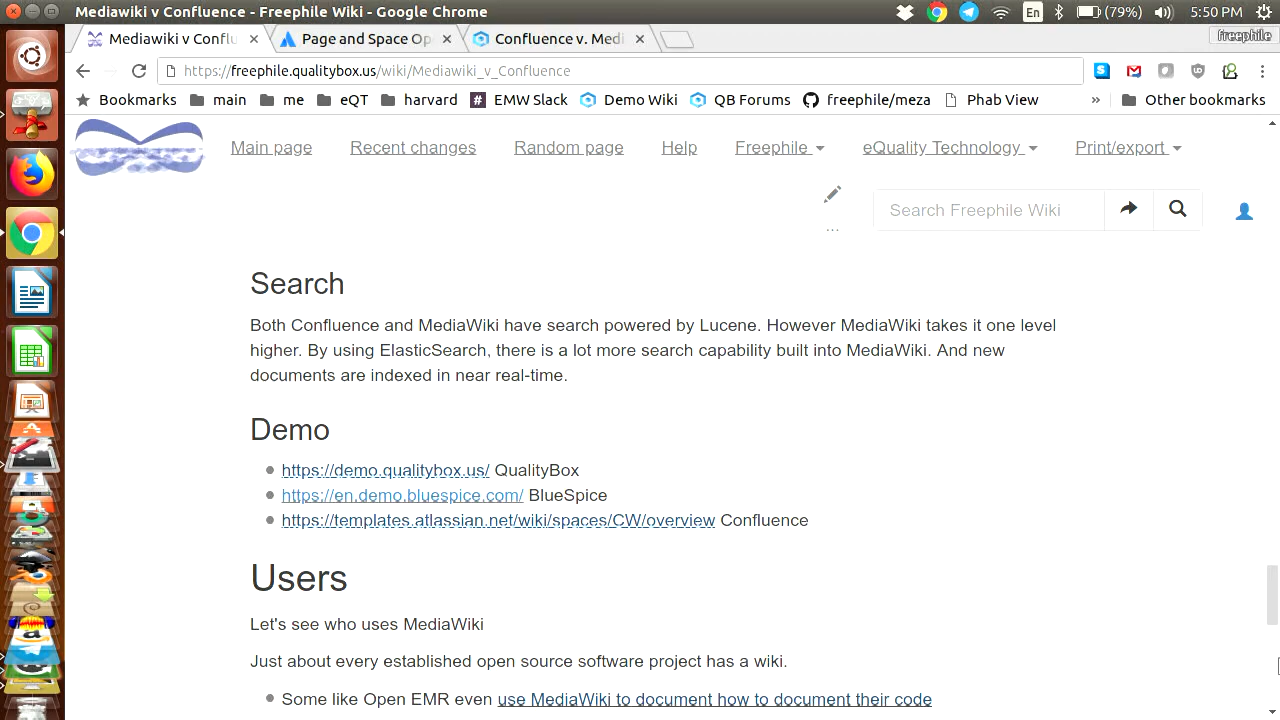 Mediawiki v Confluence - Freephile Wiki - Google Chrome
En
(79%)
5:50 PM
Mediawiki v Conflu
Page and Space Op
Confluence v. Medi
freephile
https://freephile.qualitybox.us/wiki/Mediawiki_v_Confluence
Bookmarks
main
me
eQT
harvard
EMW Slack
Demo Wiki
QB Forums
freephile/meza
Phab View
»
Other bookmarks
Main page
Recent changes
Random page
Help
Freephile
eQuality Technology
Print/export
Search Freephile Wiki
...
Search
Both Confluence and MediaWiki have search powered by Lucene. However MediaWiki takes it one level
higher. By using ElasticSearch, there is a lot more search capability built into MediaWiki. And new
documents are indexed in near real-time.
Demo
https://demo.qualitybox.us/ QualityBox
https://en.demo.bluespice.com/ BlueSpice
https://templates.atlassian.net/wiki/spaces/CW/overview Confluence
Users
Let's see who uses MediaWiki
Just about every established open source software project has a wiki.
Some like Open EMR even use MediaWiki to document how to document their code